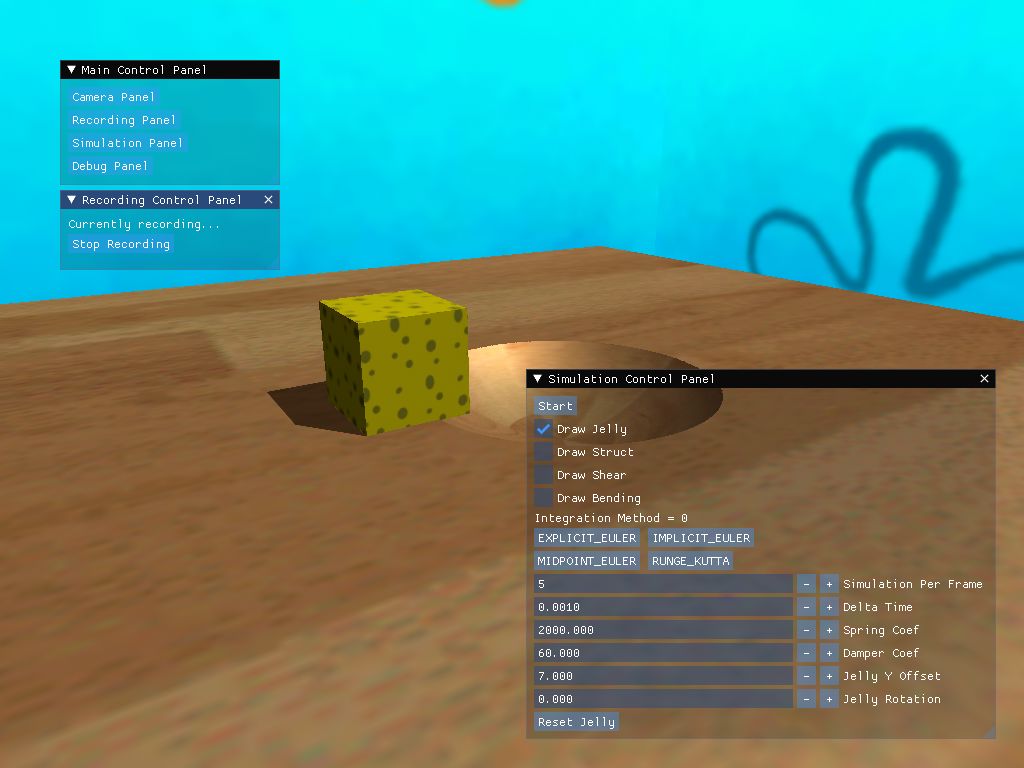 Main Control Panel
Camera Panel
Recording Panel
Simulation Panel
Debug Panel
Recording Control Panel
Currently recording...
Stop Recording
Simulation Control Panel
Start
Draw Jelly
Draw Struct
Draw Shear
Draw Bending
Integration Method = 0
EXPLICIT_EULER IMPLICIT_EULER
MIDPOINT_EULER RUNGE_KUTTA
5 - + Simulation Per Frame
0.0010 - + Delta Time
2000.000 - + Spring Coef
60.000 - + Damper Coef
7.000 - + Jelly Y Offset
0.000 - + Jelly Rotation
Reset Jelly